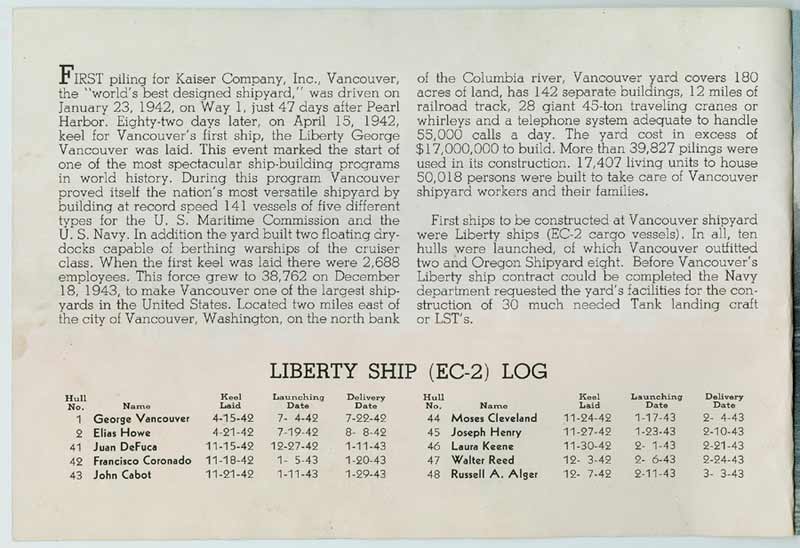 FIRST piling for Kaiser Company, Inc., Vancouver,
the "world's best designed shipyard," was driven on
January 23, 1942, on Way 1, just 47 days after Pearl
Harbor. Eighty-two days later, on April 15, 1942,
keel for Vancouver's first ship, the Liberty George
Vancouver was laid. This event marked the start of
one of the most spectacular ship-building programs
in world history. During this program Vancouver
proved itself the nation's most versatile shipyard by
building at record speed 141 vessels of five different
types for the U. S. Maritime Commission and the
U. S. Navy. In addition the yard built two floating dry-
docks capable of berthing warships of the cruiser
class. When the first keel was laid there were 2,688
employees. This force grew to 38,762 on December
18, 1943, to make Vancouver one of the largest ship-
yards in the United States. Located two miles east of
the city of Vancouver, Washington, on the north bank
of the Columbia river, Vancouver yard covers 180
acres of land, has 142 separate buildings, 12 miles of
railroad track, 28 giant 45-ton traveling cranes or
whirleys and a telephone system adequate to handle
55,000 calls a day. The yard cost in excess of
$17,000,000 to build. More than 39,827 pilings were
used in its construction. 17,407 living units to house
50,018 persons were built to take care of Vancouver
shipyard workers and their families.
First ships to be constructed at Vancouver shipyard
were Liberty ships (EC-2 cargo vessels). In all, ten
hulls were launched, of which Vancouver outfitted
two and Oregon Shipyard eight. Before Vancouver's
Liberty ship contract could be completed the Navy
department requested the yard's facilities for the con-
struction of 30 much needed Tank landing craft
or LST's.
LIBERTY SHIP (EC-2) LOG
Hull No. Name Keel Laid Launching Date Delivery Date
1 George Vancouver 4-15-42 7- 4-42 7-22-42
2 Elias Howe 4-21-42 7-19-42 8- 8-42
41 Juan DeFuca 11-15-42 12-27-42 1-11-43
42 Francisco Coronado 11-18-42 1- 5-43 1-20-43
43 John Cabot 11-21-42 1-11-43 1-29-43
Hull No. Name Keel Laid Launching Date Delivery Date
44 Moses Cleveland 11-24-42 1-17-43 2- 4-43
45 Joseph Henry 11-27-42 1-23-43 2-10-43
46 Laura Keene 11-30-42 2- 1-43 2-21-43
47 Walter Reed 12- 3-42 2- 6-43 2-24-43
48 Russell A. Alger 12- 7-42 2-11-43 3- 3-43